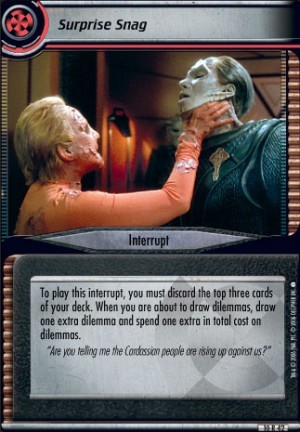 Surprise Snag
Interrupt
To play this interrupt, you must discard the top three cards
of your deck. When you are about to draw dilemmas, draw
one extra dilemma and spend one extra in total cost on
dilemmas.
"Are you telling me the Cardassian people are rising up against us?"